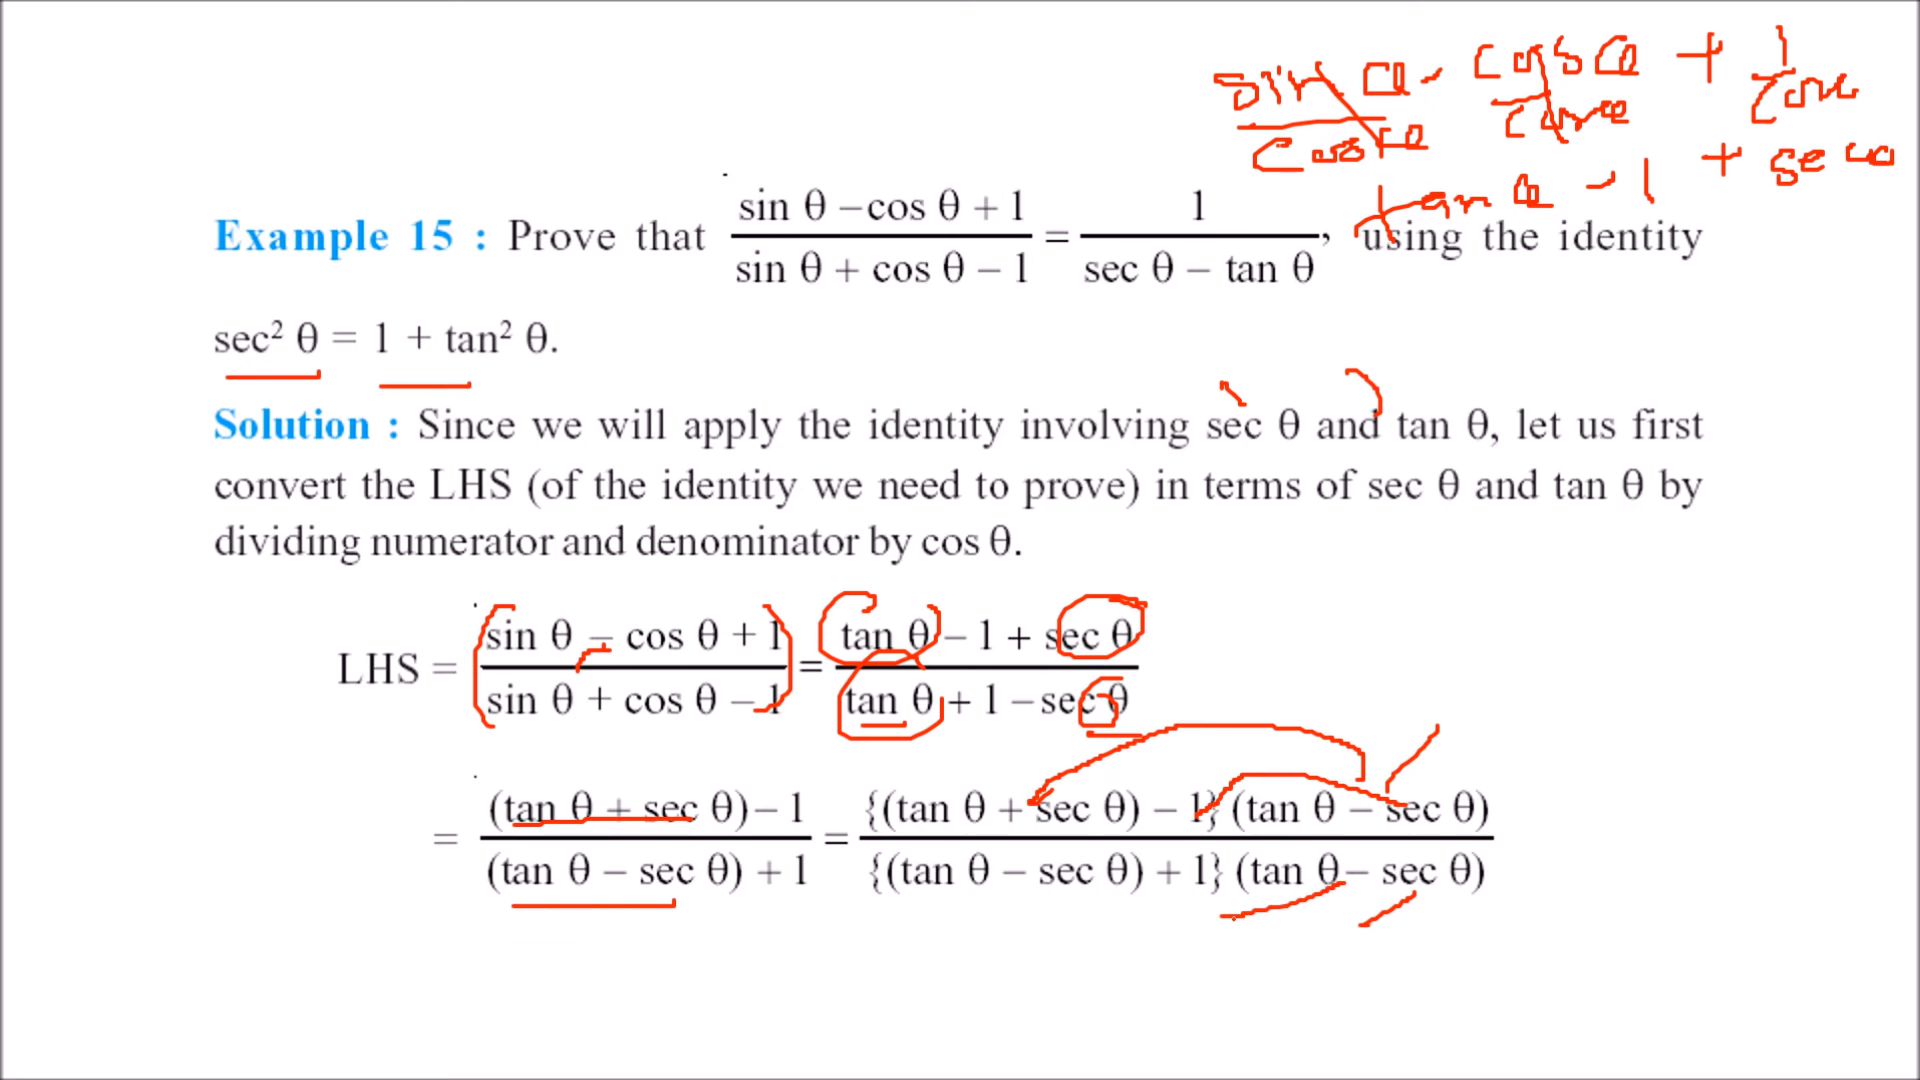 sin θ - cos θ + 1
cos θ   cos θ   cos
tan θ - 1 + sec θ
Example 15 : Prove that (sin θ – cos θ + 1)/(sin θ + cos θ – 1) = 1/(sec θ – tan θ), using the identity
sec² θ = 1 + tan² θ.
Solution : Since we will apply the identity involving sec θ and tan θ, let us first
convert the LHS (of the identity we need to prove) in terms of sec θ and tan θ by
dividing numerator and denominator by cos θ.
LHS = (sin θ – cos θ + 1)/(sin θ + cos θ – 1) = (tan θ – 1 + sec θ)/(tan θ + 1 – sec θ)
= ((tan θ + sec θ) – 1)/((tan θ – sec θ) + 1) = {(tan θ + sec θ) – 1} (tan θ – sec θ)/{(tan θ – sec θ) + 1} (tan θ – sec θ)